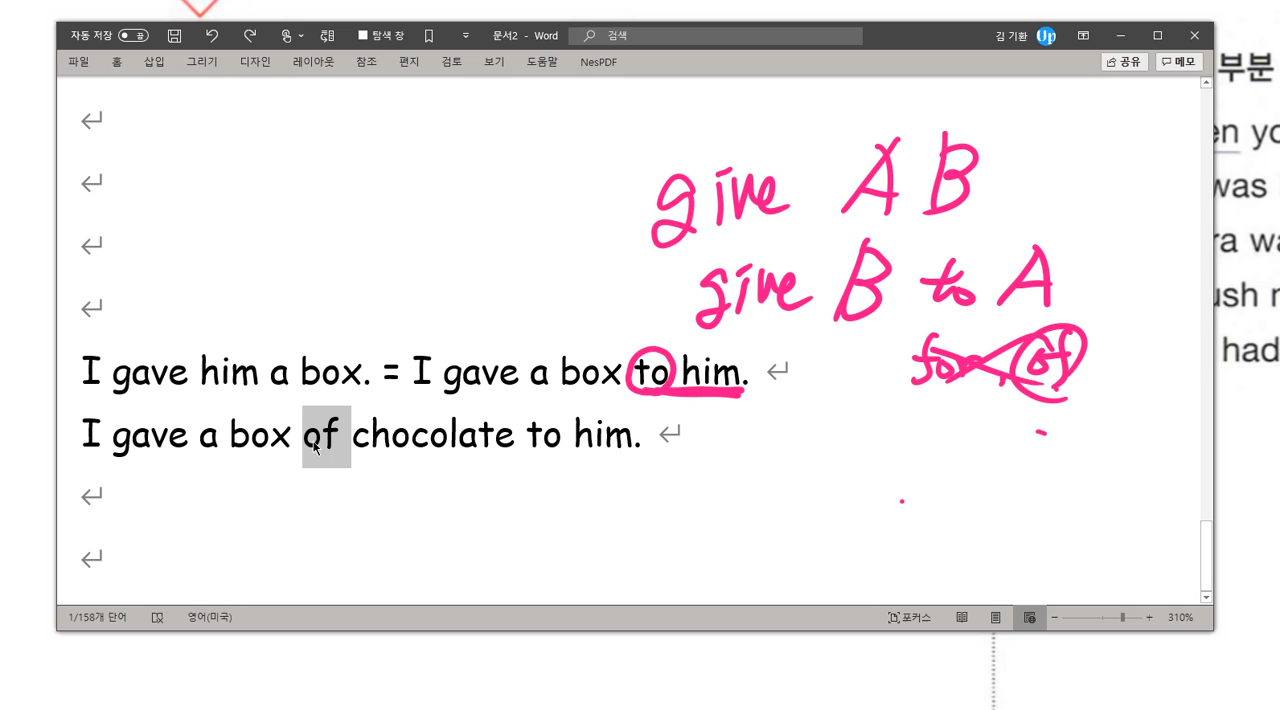 자동 저장 끔 탐색 창 문서2 - Word 검색 김 기환 Up
파일 홈 삽입 그리기 디자인 레이아웃 참조 편지 검토 보기 도움말 NesPDF 공유 메모
부분
en yo
give A B
was i
ra wa
give B to A
ush m
for, of
had
I gave him a box. = I gave a box to him.
I gave a box of chocolate to him.
1/158개 단어 영어(미국) 포커스 310%